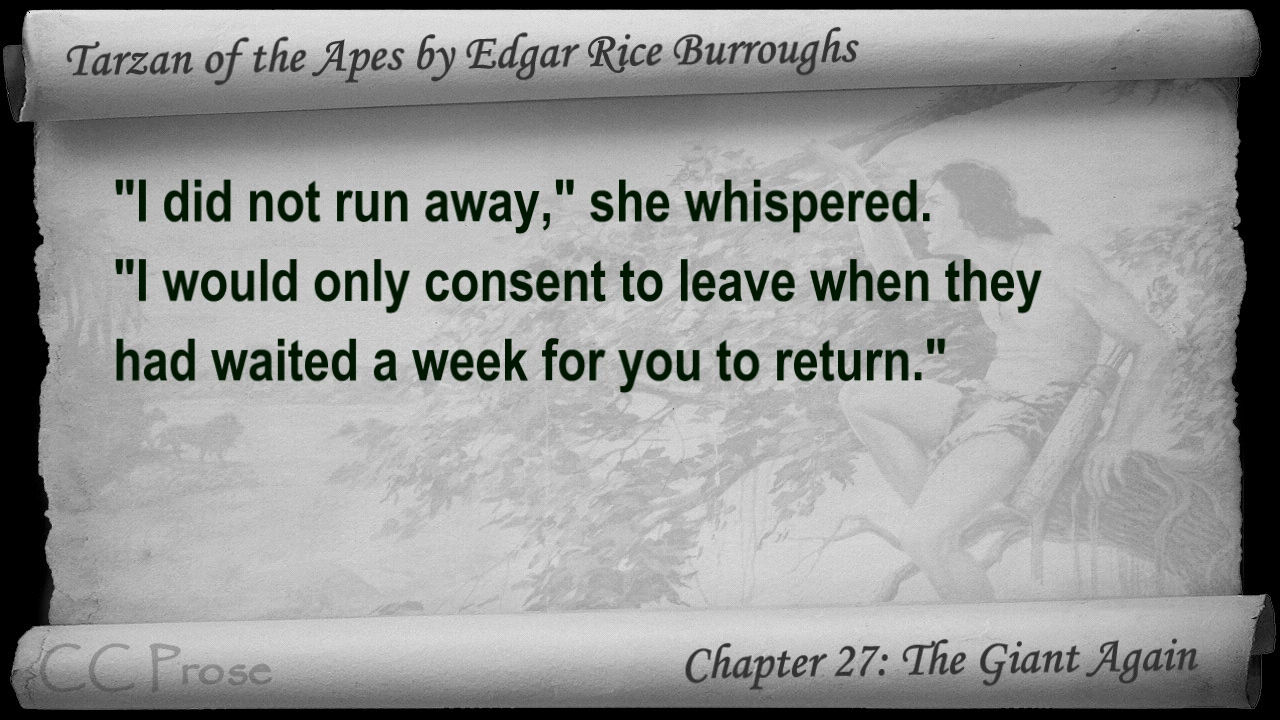 Tarzan of the Apes by Edgar Rice Burroughs
"I did not run away," she whispered.
"I would only consent to leave when they
had waited a week for you to return."
CC Prose
Chapter 27: The Giant Again